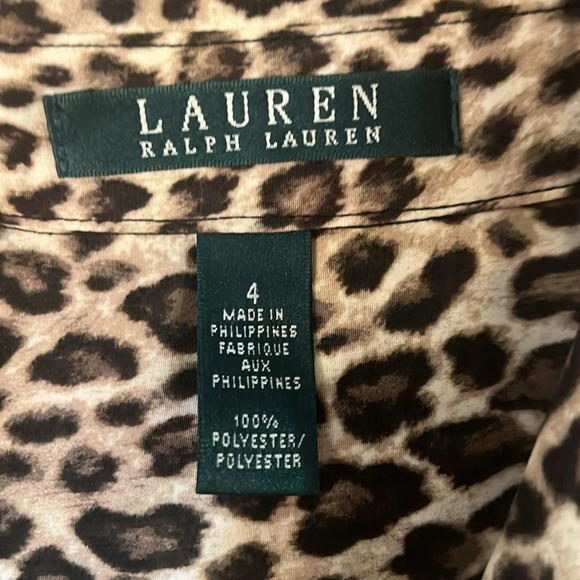 LAUREN
RALPH LAUREN
4
MADE IN
PHILIPPINES
FABRIQUE
AUX
PHILIPPINES
100%
POLYESTER/
POLYESTER